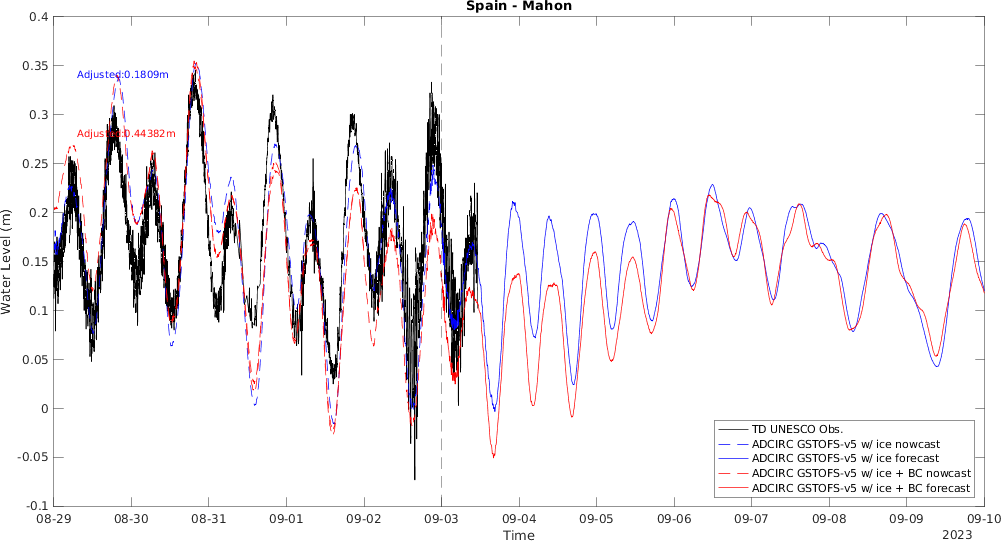 Spain - Mahon
0.4
0.35
0.3
0.25
0.2
0.15
0.1
0.05
0
-0.05
-0.1
Water Level (m)
Adjusted:0.1809m
Adjusted:0.44382m
TD UNESCO Obs.
ADCIRC GSTOFS-v5 w/ ice nowcast
ADCIRC GSTOFS-v5 w/ ice forecast
ADCIRC GSTOFS-v5 w/ ice + BC nowcast
ADCIRC GSTOFS-v5 w/ ice + BC forecast
08-29 08-30 08-31 09-01 09-02 09-03 09-04 09-05 09-06 09-07 09-08 09-09 09-10
Time
2023